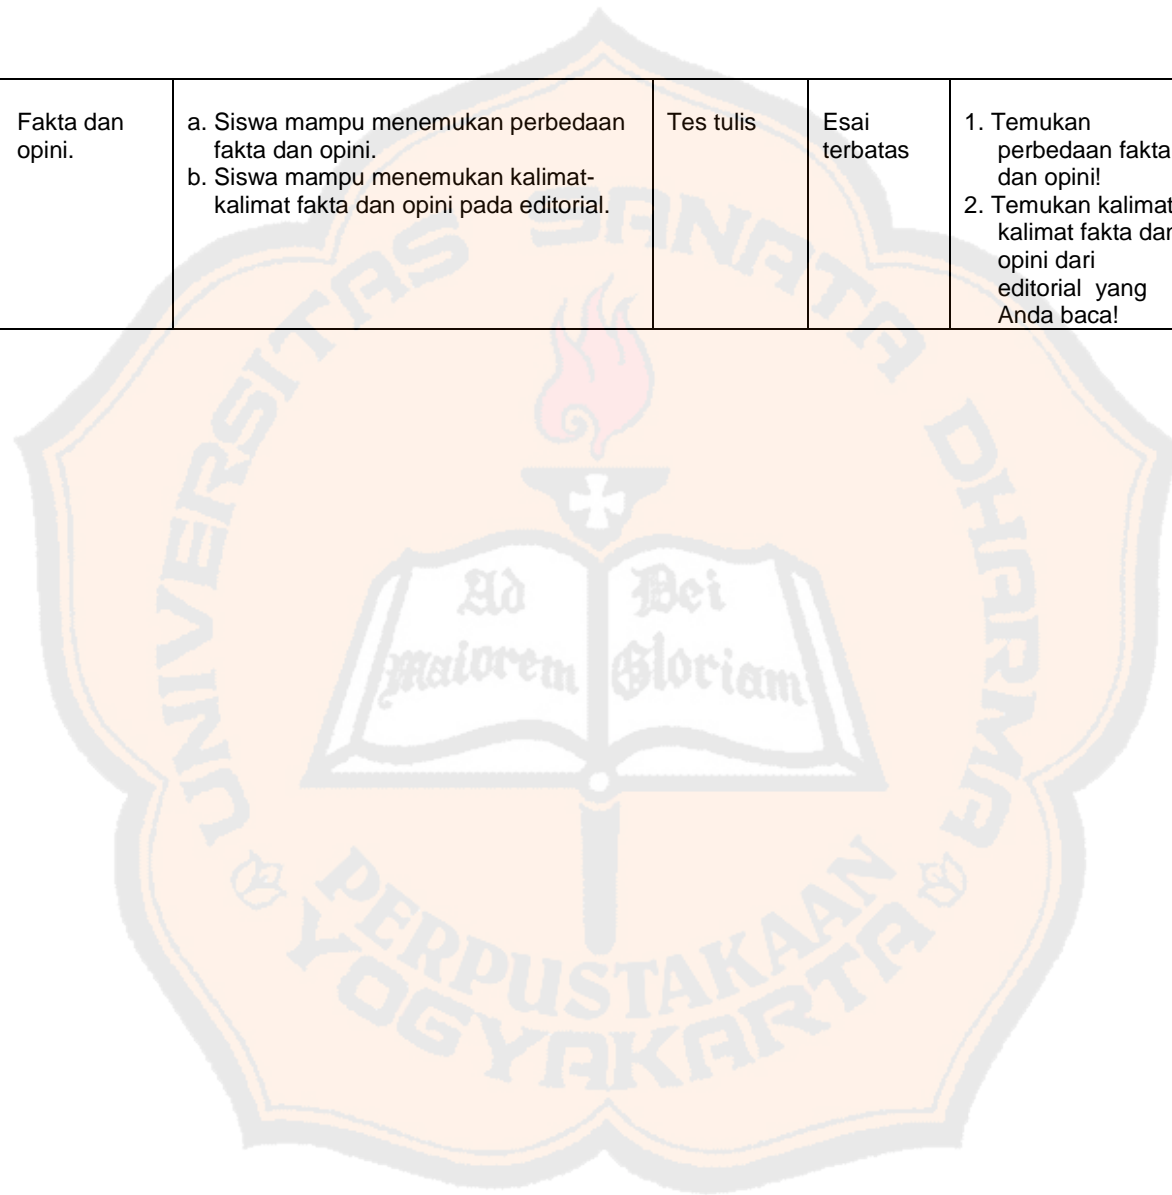 Fakta dan
opini.
a. Siswa mampu menemukan perbedaan
fakta dan opini.
b. Siswa mampu menemukan kalimat-
kalimat fakta dan opini pada editorial.
Tes tulis
Esai
terbatas
1. Temukan
perbedaan fakta
dan opini!
2. Temukan kalimat
kalimat fakta dan
opini dari
editorial yang
Anda baca!
UNIVERSITAS SANATA DHARMA
Ad
Maiorem
Dei
Gloriam
PERPUSTAKAAN
YOGYAKARTA